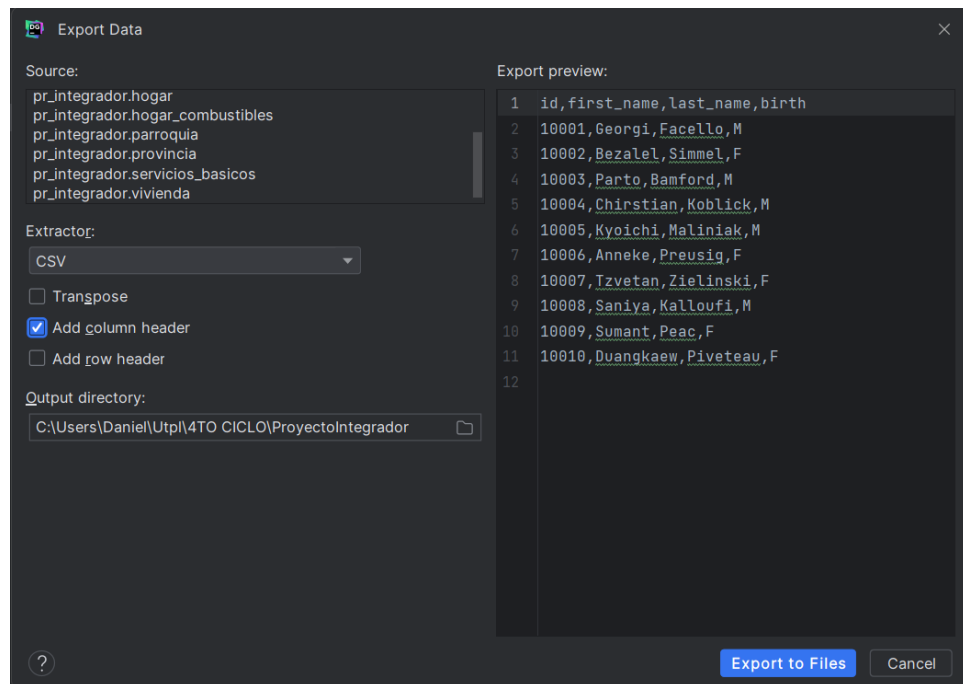 DG
Export Data
Source:
pr_integrador.hogar
pr_integrador.hogar_combustibles
pr_integrador.parroquia
pr_integrador.provincia
pr_integrador.servicios_basicos
pr_integrador.vivienda
Extractor:
CSV
Transpose
Add column header
Add row header
Output directory:
C:\Users\Daniel\Utpl\4TO CICLO\ProyectoIntegrador
Export preview:
1 id,first_name,last_name,birth
2 10001,Georgi,Facello,M
3 10002,Bezalel,Simmel,F
4 10003,Parto,Bamford,M
5 10004,Chirstian,Koblick,M
6 10005,Kyoichi,Maliniak,M
7 10006,Anneke,Preusig,F
8 10007,Tzvetan,Zielinski,F
9 10008,Saniya,Kalloufi,M
10 10009,Sumant,Peac,F
11 10010,Duangkaew,Piveteau,F
12
?
Export to Files
Cancel